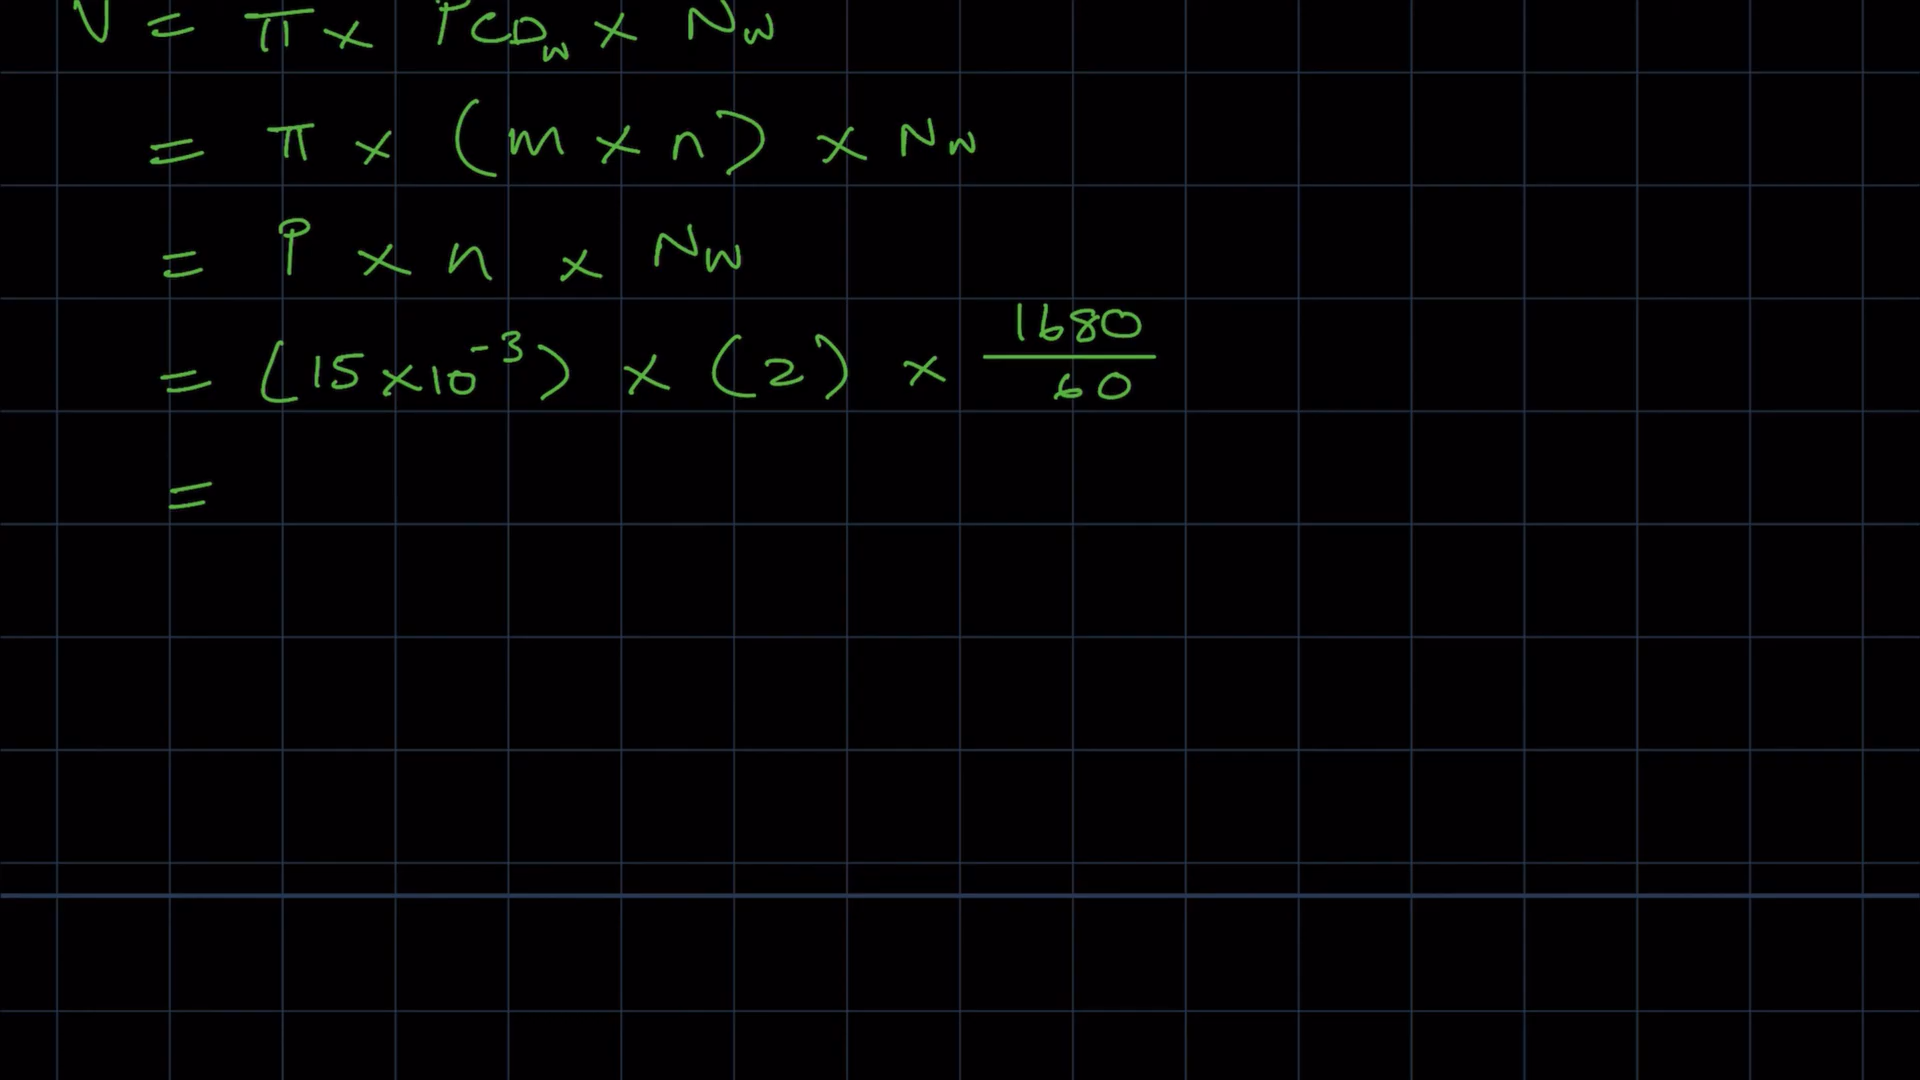 V = π × PCD_w × N_w
= π × (m × n) × N_w
= P × n × N_w
= (15×10⁻³) × (2) × 1680/60
=